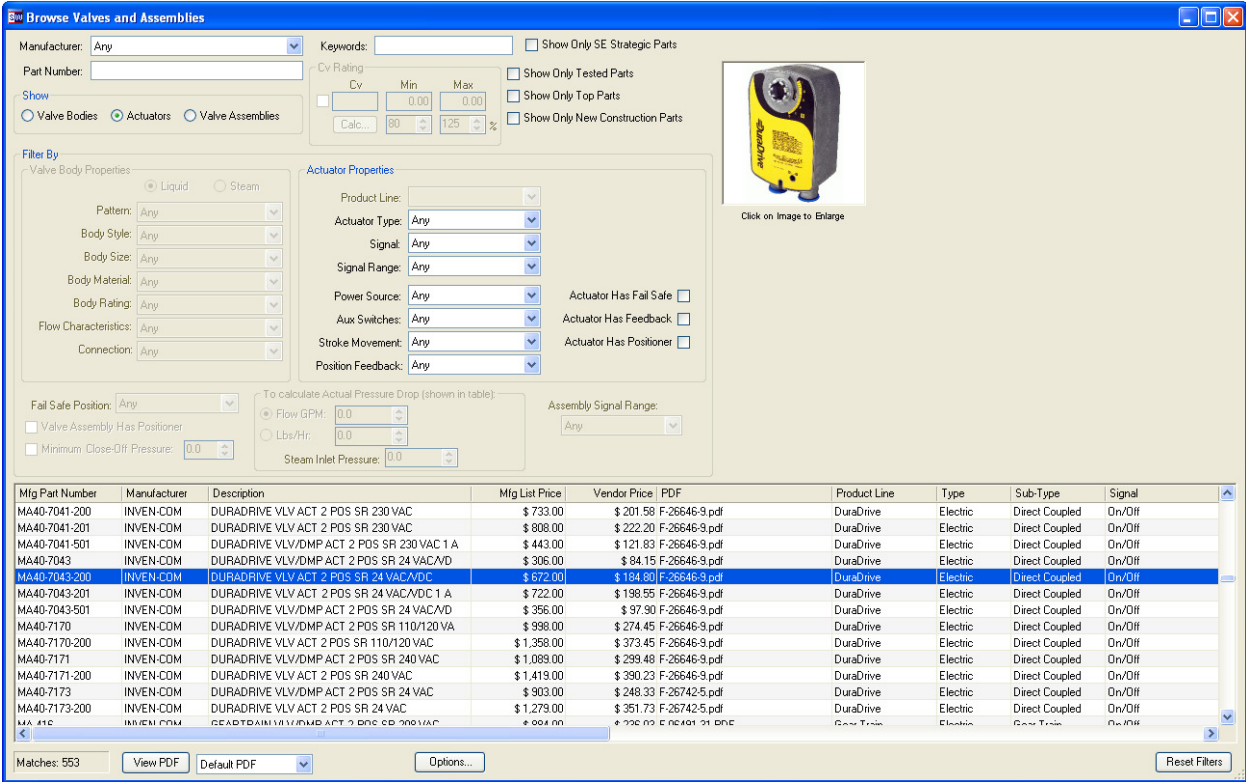 Browse Valves and Assemblies
Manufacturer: Any
Keywords:
Show Only SE Strategic Parts
Part Number:
Cv Rating
Cv Min Max
0.00 0.00
Calc... 80 125 %
Show Only Tested Parts
Show Only Top Parts
Show Only New Construction Parts
Show
Valve Bodies Actuators Valve Assemblies
DuraDrive
Click on Image to Enlarge
Filter By
Valve Body Properties
Liquid Steam
Pattern: Any
Body Style: Any
Body Size: Any
Body Material: Any
Body Rating: Any
Flow Characteristics: Any
Connection: Any
Actuator Properties
Product Line:
Actuator Type: Any
Signal: Any
Signal Range: Any
Power Source: Any
Aux Switches: Any
Stroke Movement: Any
Position Feedback: Any
Actuator Has Fail Safe
Actuator Has Feedback
Actuator Has Positioner
Fail Safe Position: Any
Valve Assembly Has Positioner
Minimum Close-Off Pressure: 0.0
To calculate Actual Pressure Drop (shown in table):
Flow GPM: 0.0
Lbs/Hr: 0.0
Steam Inlet Pressure: 0.0
Assembly Signal Range:
Any
Mfg Part Number Manufacturer Description Mfg List Price Vendor Price PDF Product Line Type Sub-Type Signal
MA40-7041-200 INVEN-COM DURADRIVE VLV ACT 2 POS SR 230 VAC $ 733.00 $ 201.58 F-26646-9.pdf DuraDrive Electric Direct Coupled On/Off
MA40-7041-201 INVEN-COM DURADRIVE VLV ACT 2 POS SR 230 VAC $ 808.00 $ 222.20 F-26646-9.pdf DuraDrive Electric Direct Coupled On/Off
MA40-7041-501 INVEN-COM DURADRIVE VLV/DMP ACT 2 POS SR 230 VAC 1 A $ 443.00 $ 121.83 F-26646-9.pdf DuraDrive Electric Direct Coupled On/Off
MA40-7043 INVEN-COM DURADRIVE VLV/DMP ACT 2 POS SR 24 VAC/VD $ 306.00 $ 84.15 F-26646-9.pdf DuraDrive Electric Direct Coupled On/Off
MA40-7043-200 INVEN-COM DURADRIVE VLV ACT 2 POS SR 24 VAC/VDC $ 672.00 $ 184.80 F-26646-9.pdf DuraDrive Electric Direct Coupled On/Off
MA40-7043-201 INVEN-COM DURADRIVE VLV ACT 2 POS SR 24 VAC/VDC 1 A $ 722.00 $ 198.55 F-26646-9.pdf DuraDrive Electric Direct Coupled On/Off
MA40-7043-501 INVEN-COM DURADRIVE VLV/DMP ACT 2 POS SR 24 VAC/VD $ 356.00 $ 97.90 F-26646-9.pdf DuraDrive Electric Direct Coupled On/Off
MA40-7170 INVEN-COM DURADRIVE VLV/DMP ACT 2 POS SR 110/120 VA $ 998.00 $ 274.45 F-26646-9.pdf DuraDrive Electric Direct Coupled On/Off
MA40-7170-200 INVEN-COM DURADRIVE VLV ACT 2 POS SR 110/120 VAC $ 1,358.00 $ 373.45 F-26646-9.pdf DuraDrive Electric Direct Coupled On/Off
MA40-7171 INVEN-COM DURADRIVE VLV/DMP ACT 2 POS SR 240 VAC $ 1,089.00 $ 299.48 F-26646-9.pdf DuraDrive Electric Direct Coupled On/Off
MA40-7171-200 INVEN-COM DURADRIVE VLV ACT 2 POS SR 240 VAC $ 1,419.00 $ 390.23 F-26646-9.pdf DuraDrive Electric Direct Coupled On/Off
MA40-7173 INVEN-COM DURADRIVE VLV/DMP ACT 2 POS SR 24 VAC $ 903.00 $ 248.33 F-26742-5.pdf DuraDrive Electric Direct Coupled On/Off
MA40-7173-200 INVEN-COM DURADRIVE VLV ACT 2 POS SR 24 VAC $ 1,279.00 $ 351.73 F-26742-5.pdf DuraDrive Electric Direct Coupled On/Off
MA-416 INVEN-COM GEARTRAIN VLV/DMP ACT 2 POS SR 208 VAC Gear Train Electric Gear Train On/Off
Matches: 553
View PDF
Default PDF
Options...
Reset Filters